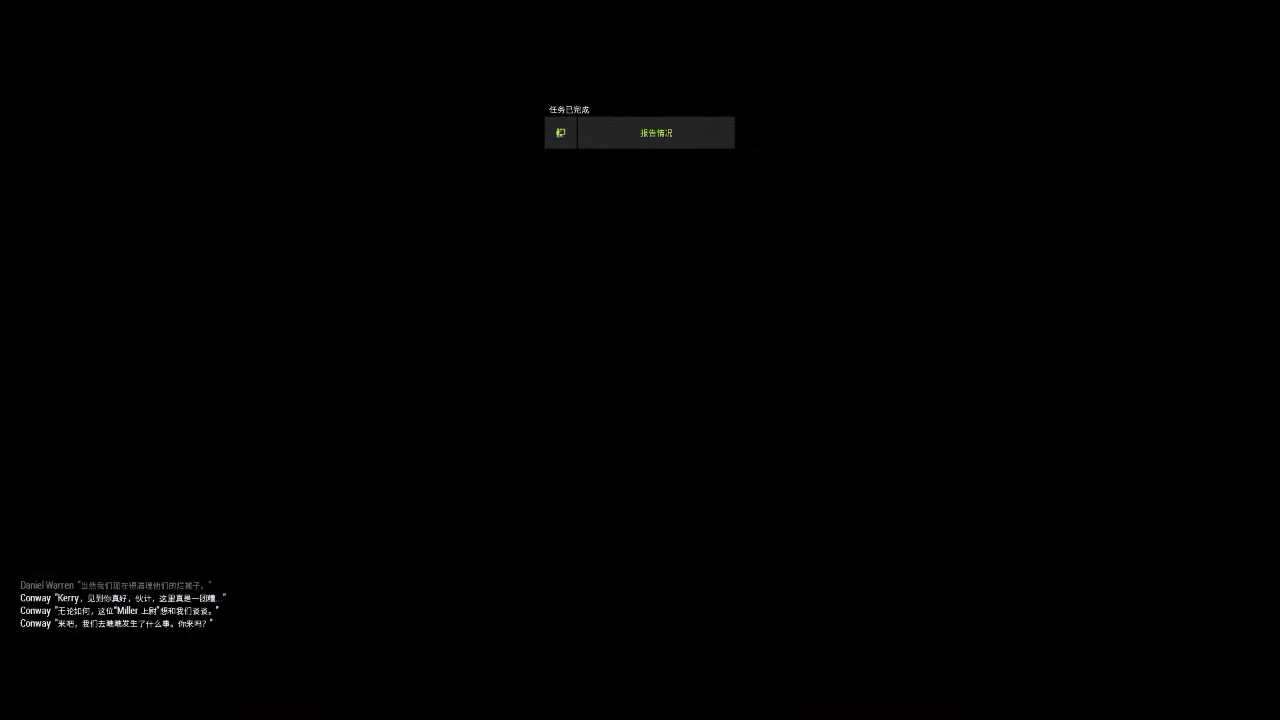 任务已完成
报告情况
Daniel Warren "当然我们现在得清理他们的烂摊子。"
Conway "Kerry，见到你真好，伙计，这里真是一团糟..."
Conway "无论如何，这位"Miller 上尉"想和我们谈谈。"
Conway "来吧，我们去瞧瞧发生了什么事。你来吗？"